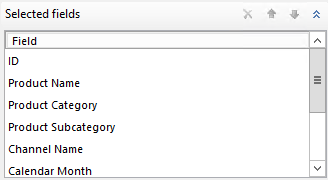 Selected fields
Field
ID
Product Name
Product Category
Product Subcategory
Channel Name
Calendar Month